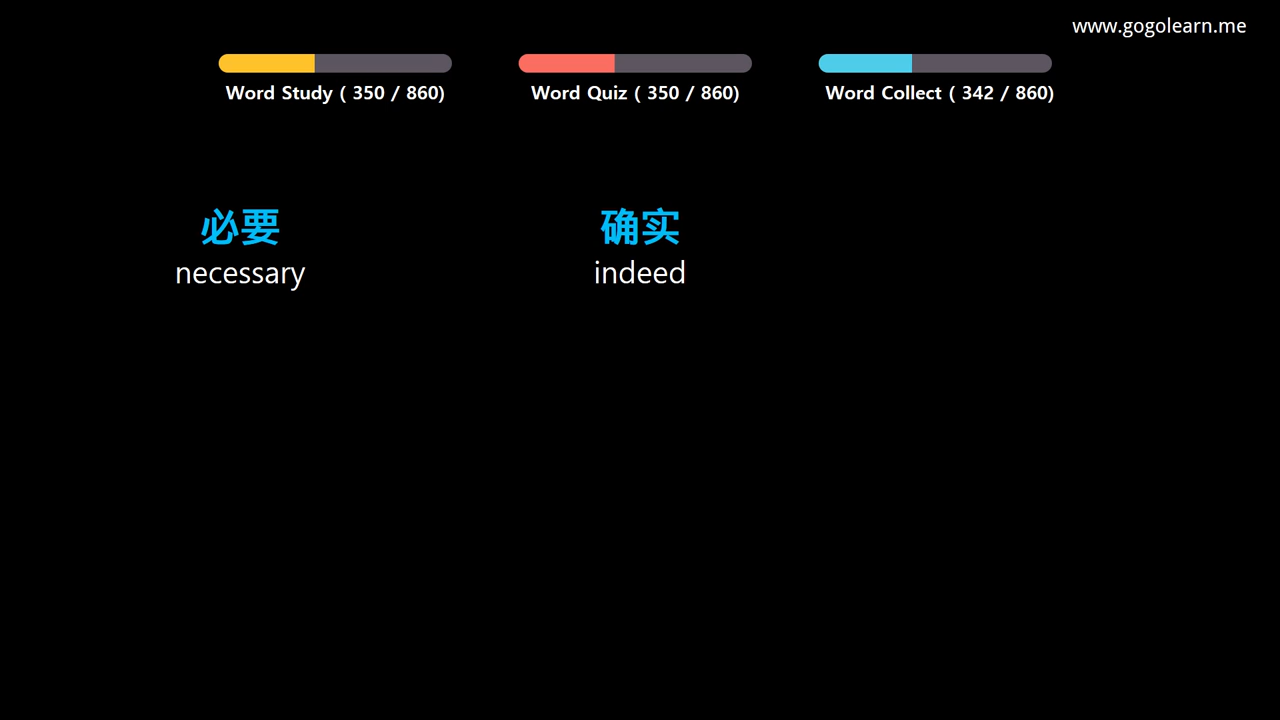 www.gogolearn.me
Word Study ( 350 / 860)
Word Quiz ( 350 / 860)
Word Collect ( 342 / 860)
必要
necessary
确实
indeed